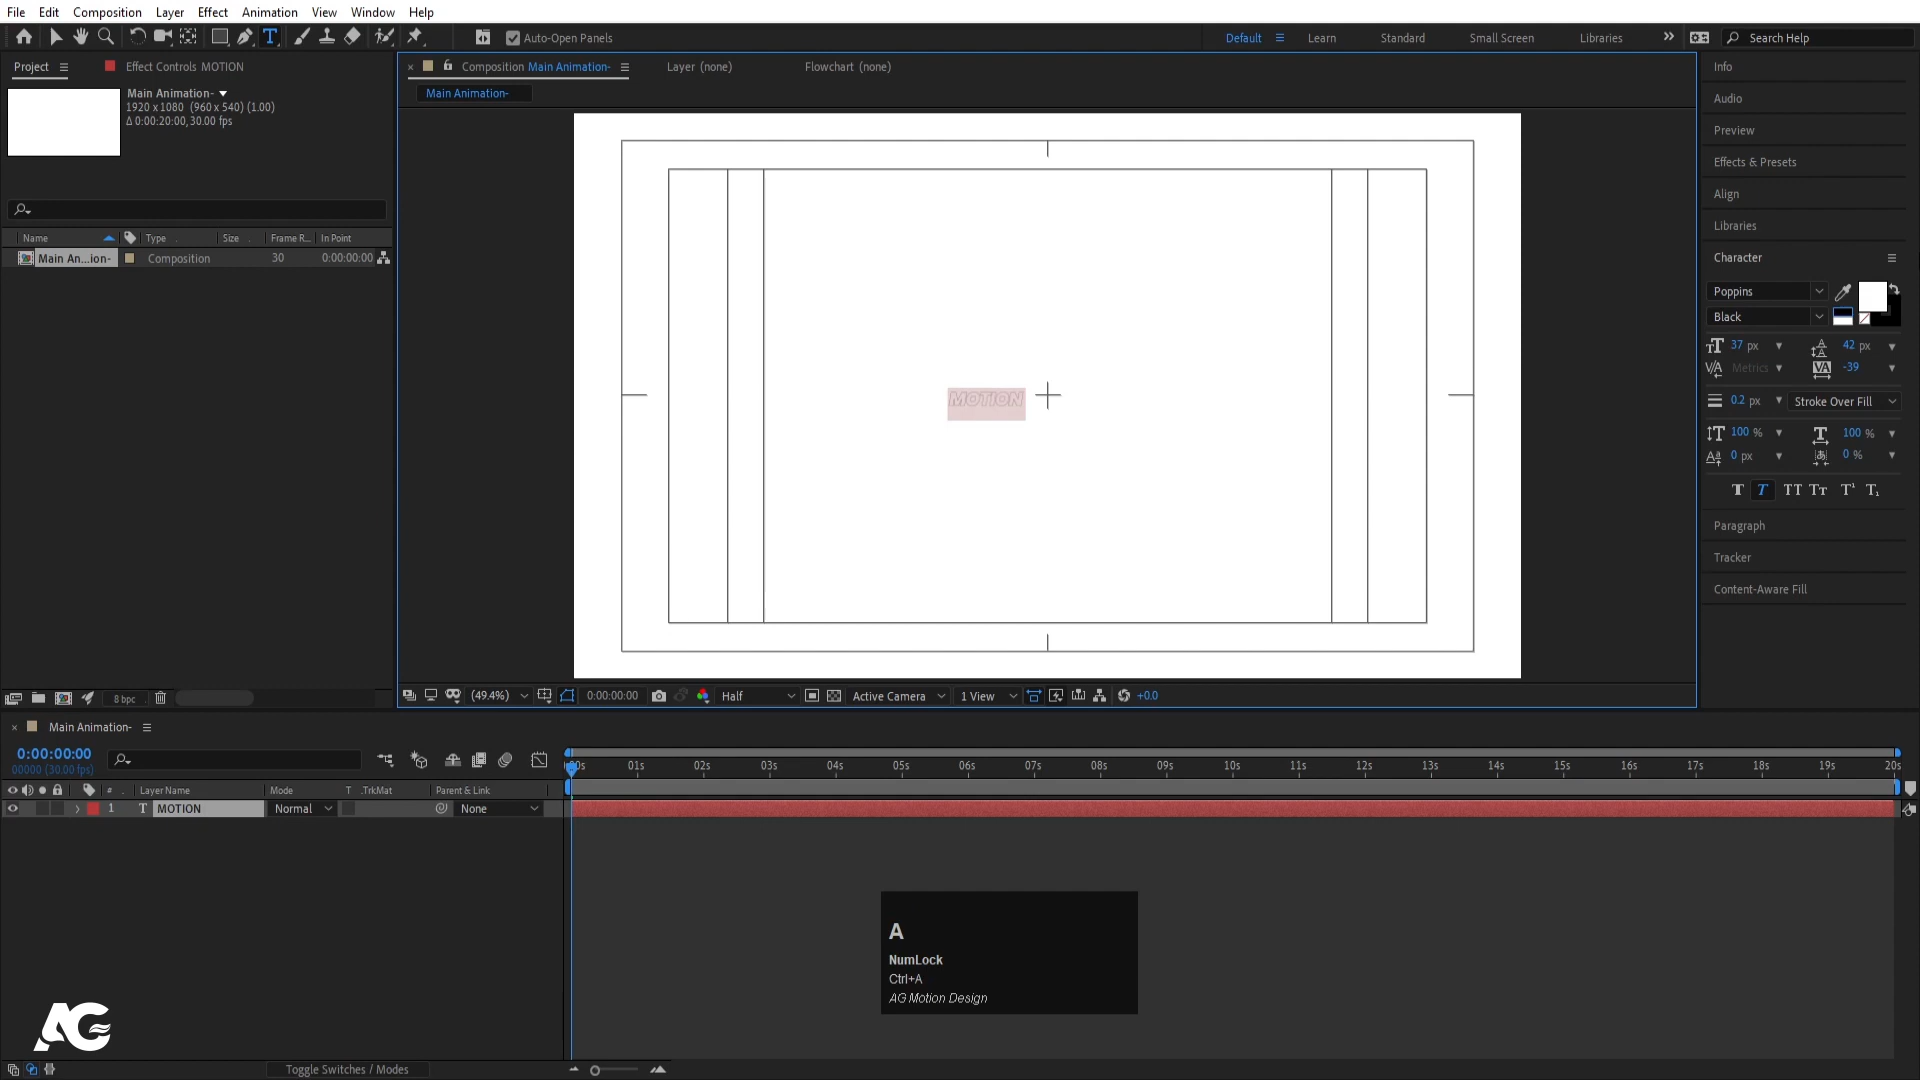 File Edit Composition Layer Effect Animation View Window Help
Auto-Open Panels Default Learn Standard Small Screen Libraries Search Help
Project Effect Controls MOTION
Composition Main Animation- Layer (none) Flowchart (none)
Main Animation-
Main Animation-
1920 x 1080 (960 x 540) (1.00)
Δ 0:00:20:00, 30.00 fps
Name Type Size Frame R... In Point
Main An...ion- Composition 30 0:00:00:00
MOTION
8 bpc
(49.4%) 0:00:00:00 Half Active Camera 1 View +0.0
Info
Audio
Preview
Effects & Presets
Align
Libraries
Character
Poppins
Black
37 px 42 px
Metrics -39
0.2 px Stroke Over Fill
100 % 100 %
0 px 0 %
Paragraph
Tracker
Content-Aware Fill
Main Animation-
0:00:00:00
00000 (30.00 fps)
# Layer Name Mode T .TrkMat Parent & Link
1 T MOTION Normal None
01s 02s 03s 04s 05s 06s 07s 08s 09s 10s 11s 12s 13s 14s 15s 16s 17s 18s 19s 20s
A
NumLock
Ctrl+A
AG Motion Design
AG
Toggle Switches / Modes